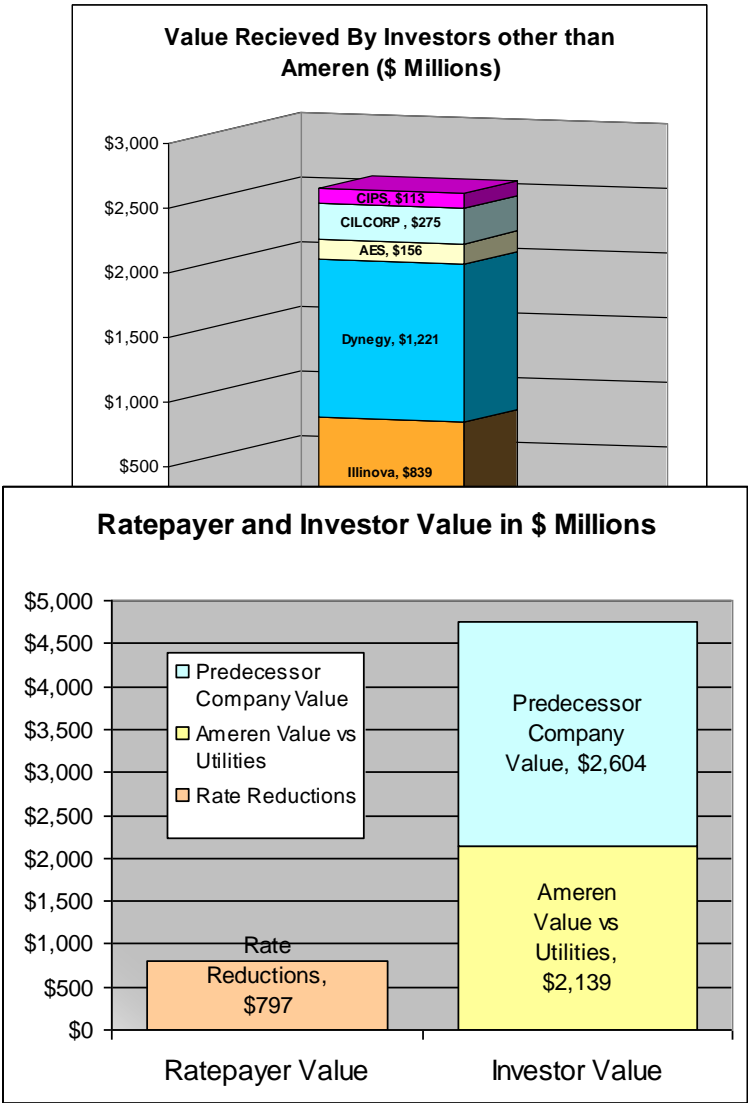 Value Recieved By Investors other than
Ameren ($ Millions)
$3,000
$2,500
$2,000
$1,500
$1,000
$500
CIPS, $113
CILCORP , $275
AES, $156
Dynegy, $1,221
Illinova, $839
Ratepayer and Investor Value in $ Millions
$5,000
$4,500
$4,000
$3,500
$3,000
$2,500
$2,000
$1,500
$1,000
$500
$0
Predecessor
Company Value
Ameren Value vs
Utilities
Rate Reductions
Predecessor
Company
Value, $2,604
Ameren
Value vs
Utilities,
$2,139
Rate
Reductions,
$797
Ratepayer Value
Investor Value